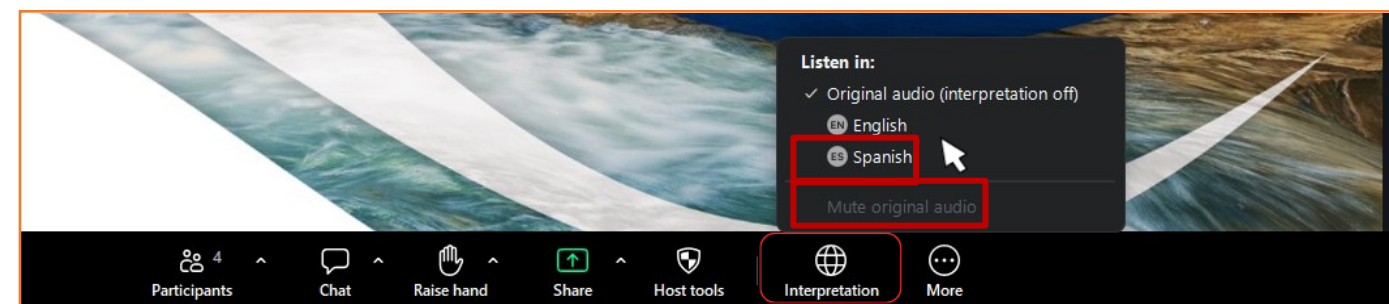 Listen in:
✓ Original audio (interpretation off)
EN English
ES Spanish
Mute original audio
4
Participants
Chat
Raise hand
Share
Host tools
Interpretation
More